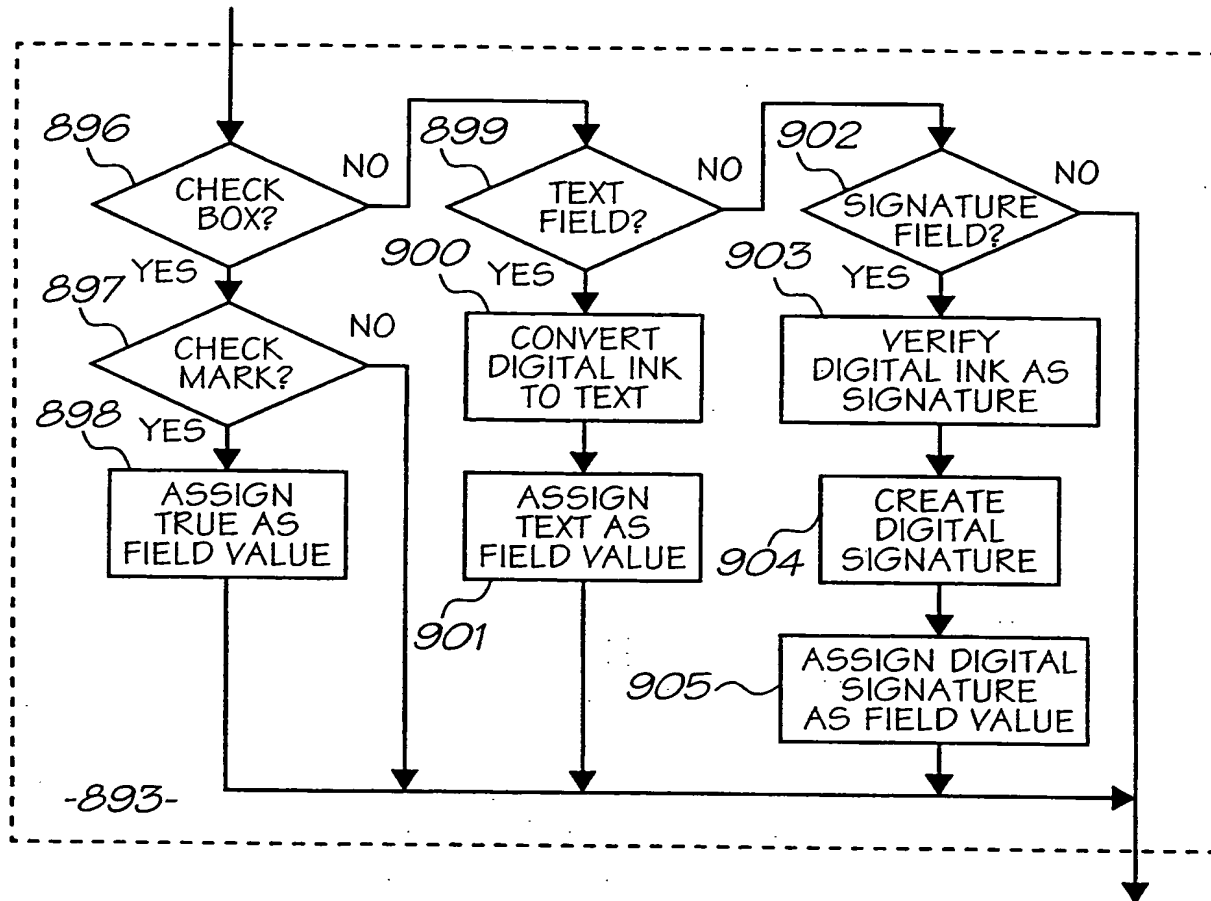 896
CHECK
BOX?
NO
YES
897
CHECK
MARK?
NO
YES
898
ASSIGN
TRUE AS
FIELD VALUE
899
TEXT
FIELD?
NO
YES
900
CONVERT
DIGITAL INK
TO TEXT
ASSIGN
TEXT AS
FIELD VALUE
901
902
SIGNATURE
FIELD?
NO
YES
903
VERIFY
DIGITAL INK AS
SIGNATURE
CREATE
DIGITAL
SIGNATURE
904
ASSIGN DIGITAL
SIGNATURE
AS FIELD VALUE
905
-893-